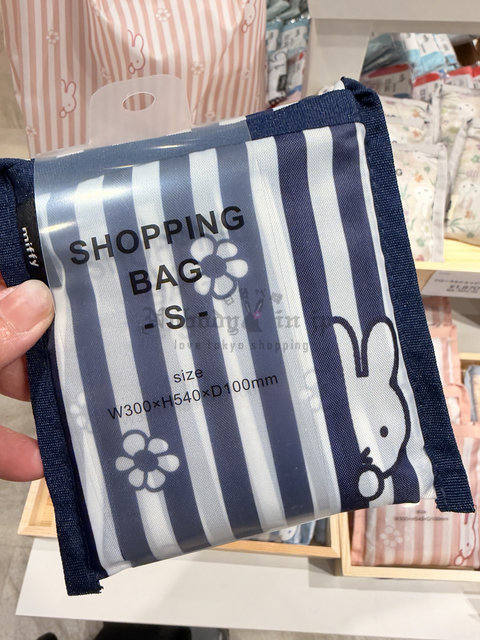 miffy
SHOPPING
BAG
- S -
love tokyo shopping
size
W300×H540×D100mm